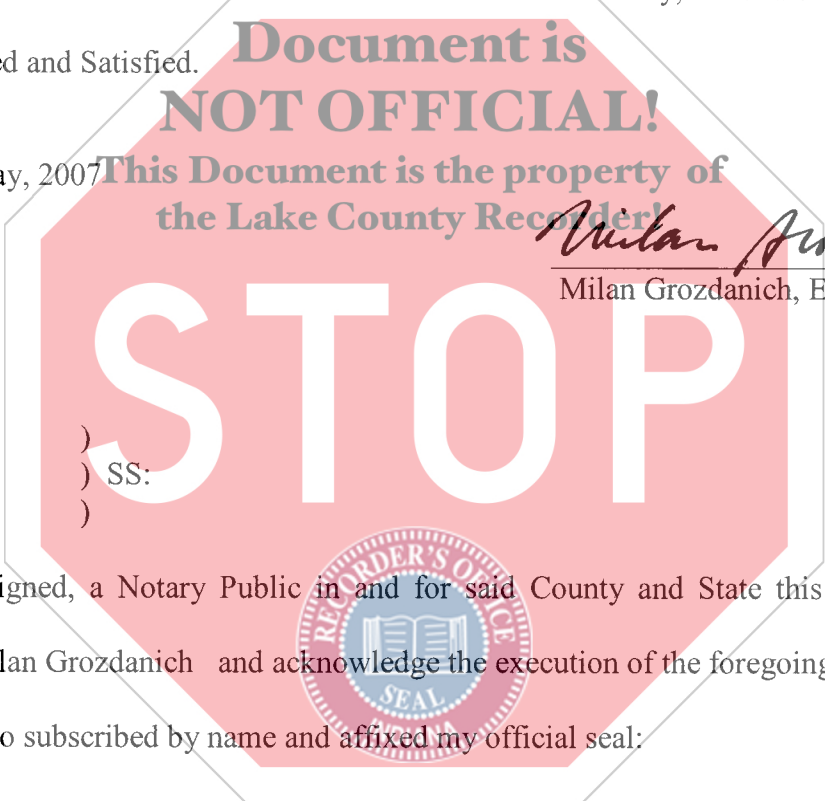 ed and Satisfied.
Document is
NOT OFFICIAL!
ay, 2007
This Document is the property of
the Lake County Recorder!
Milan
Milan Grozdanich, E
STOP
)
) SS:
)
igned, a Notary Public in and for said County and State this
lan Grozdanich and acknowledge the execution of the foregoing
o subscribed by name and affixed my official seal:
RECORDER'S OFFICE
SEAL
INDIANA